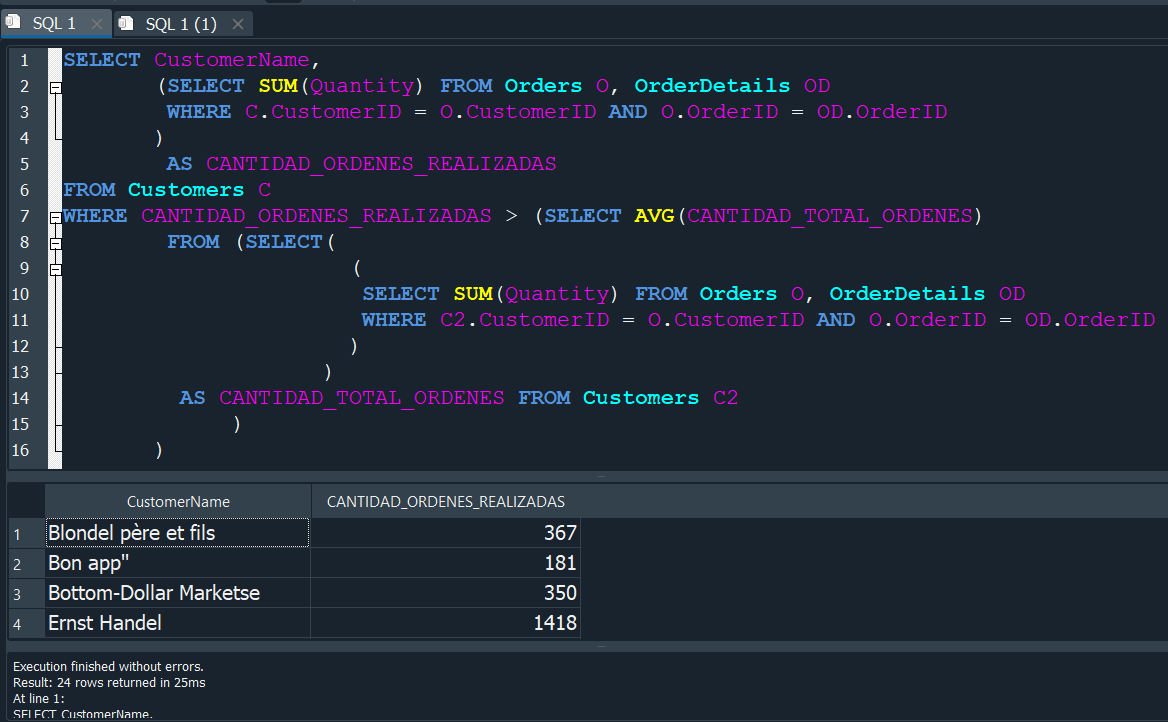 SQL 1
SQL 1 (1)
1 SELECT CustomerName,
2 (SELECT SUM(Quantity) FROM Orders O, OrderDetails OD
3 WHERE C.CustomerID = O.CustomerID AND O.OrderID = OD.OrderID
4 )
5 AS CANTIDAD_ORDENES_REALIZADAS
6 FROM Customers C
7 WHERE CANTIDAD_ORDENES_REALIZADAS > (SELECT AVG(CANTIDAD_TOTAL_ORDENES)
8 FROM (SELECT(
9 (
10 SELECT SUM(Quantity) FROM Orders O, OrderDetails OD
11 WHERE C2.CustomerID = O.CustomerID AND O.OrderID = OD.OrderID
12 )
13 )
14 AS CANTIDAD_TOTAL_ORDENES FROM Customers C2
15 )
16 )
CustomerName CANTIDAD_ORDENES_REALIZADAS
1 Blondel père et fils 367
2 Bon app" 181
3 Bottom-Dollar Marketse 350
4 Ernst Handel 1418
Execution finished without errors.
Result: 24 rows returned in 25ms
At line 1:
SELECT CustomerName,